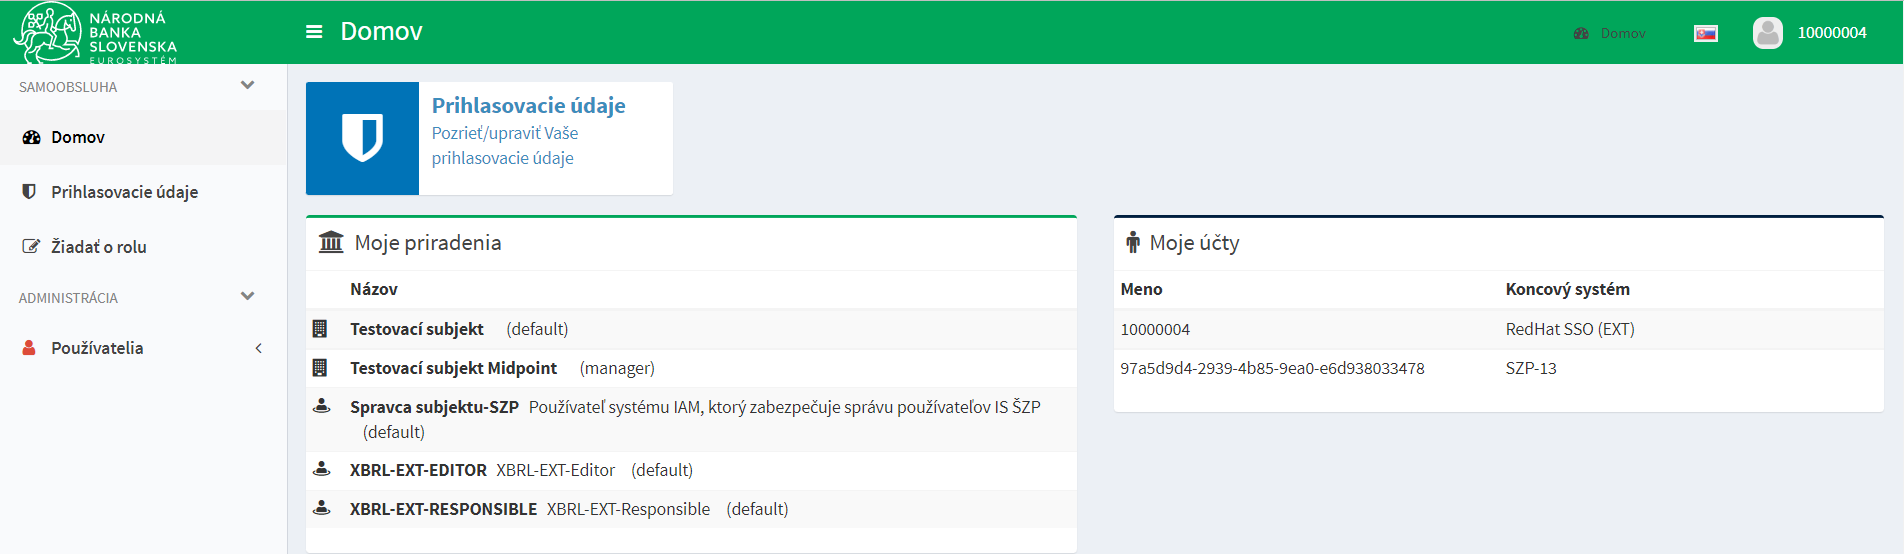 NÁRODNÁ
BANKA
SLOVENSKA
EUROSYSTÉM
Domov
Domov
10000004
SAMOOBSLUHA
Domov
Prihlasovacie údaje
Žiadať o rolu
ADMINISTRÁCIA
Používatelia
Prihlasovacie údaje
Pozrieť/upraviť Vaše
prihlasovacie údaje
Moje priradenia
Názov
Testovací subjekt (default)
Testovací subjekt Midpoint (manager)
Spravca subjektu-SZP Používateľ systému IAM, ktorý zabezpečuje správu používateľov IS ŠZP
(default)
XBRL-EXT-EDITOR XBRL-EXT-Editor (default)
XBRL-EXT-RESPONSIBLE XBRL-EXT-Responsible (default)
Moje účty
Meno Koncový systém
10000004 RedHat SSO (EXT)
97a5d9d4-2939-4b85-9ea0-e6d938033478 SZP-13